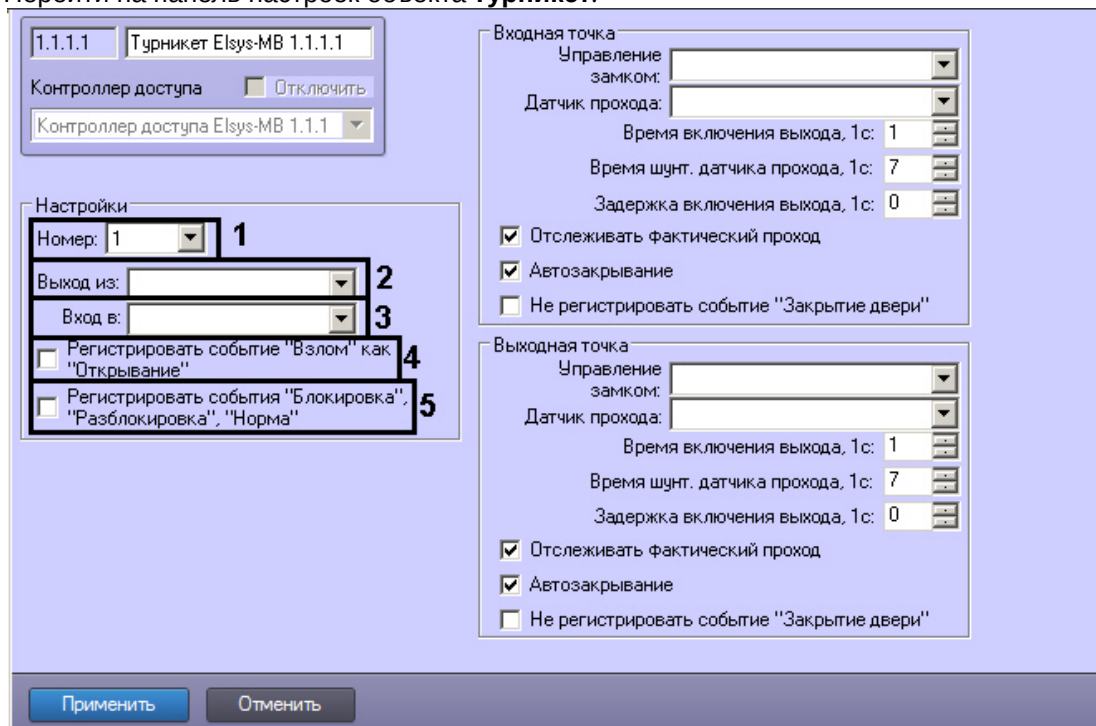 Перейти на панель настроек объекта Турникет.
1.1.1.1 Турникет Elsys-MB 1.1.1.1
Контроллер доступа Отключить
Контроллер доступа Elsys-MB 1.1.1
Настройки
Номер: 1 1
Выход из: 2
Вход в: 3
Регистрировать событие "Взлом" как
"Открывание" 4
Регистрировать события "Блокировка",
"Разблокировка", "Норма" 5
Входная точка
Управление
замком:
Датчик прохода:
Время включения выхода, 1с: 1
Время шунт. датчика прохода, 1с: 7
Задержка включения выхода, 1с: 0
Отслеживать фактический проход
Автозакрывание
Не регистрировать событие "Закрытие двери"
Выходная точка
Управление
замком:
Датчик прохода:
Время включения выхода, 1с: 1
Время шунт. датчика прохода, 1с: 7
Задержка включения выхода, 1с: 0
Отслеживать фактический проход
Автозакрывание
Не регистрировать событие "Закрытие двери"
Применить Отменить